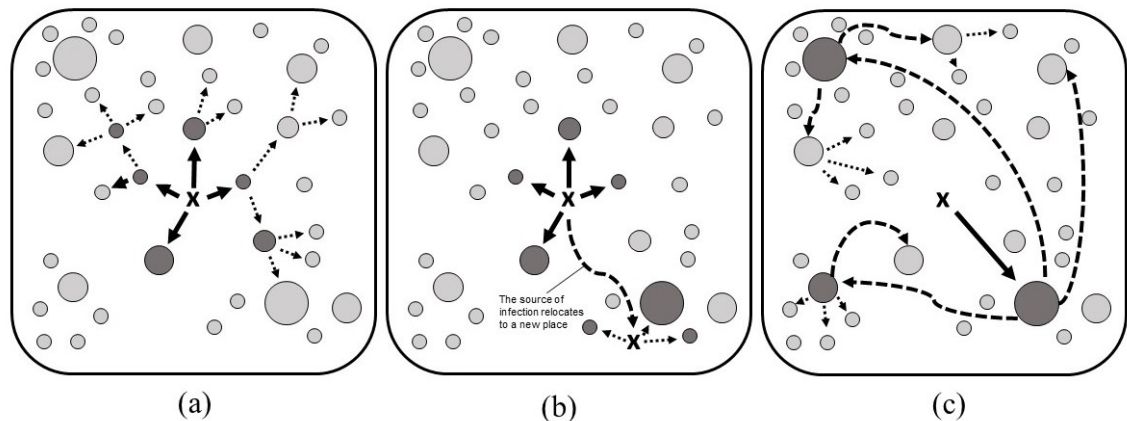 X
X
The source of
infection relocates
to a new place
X
X
(a)
(b)
(c)